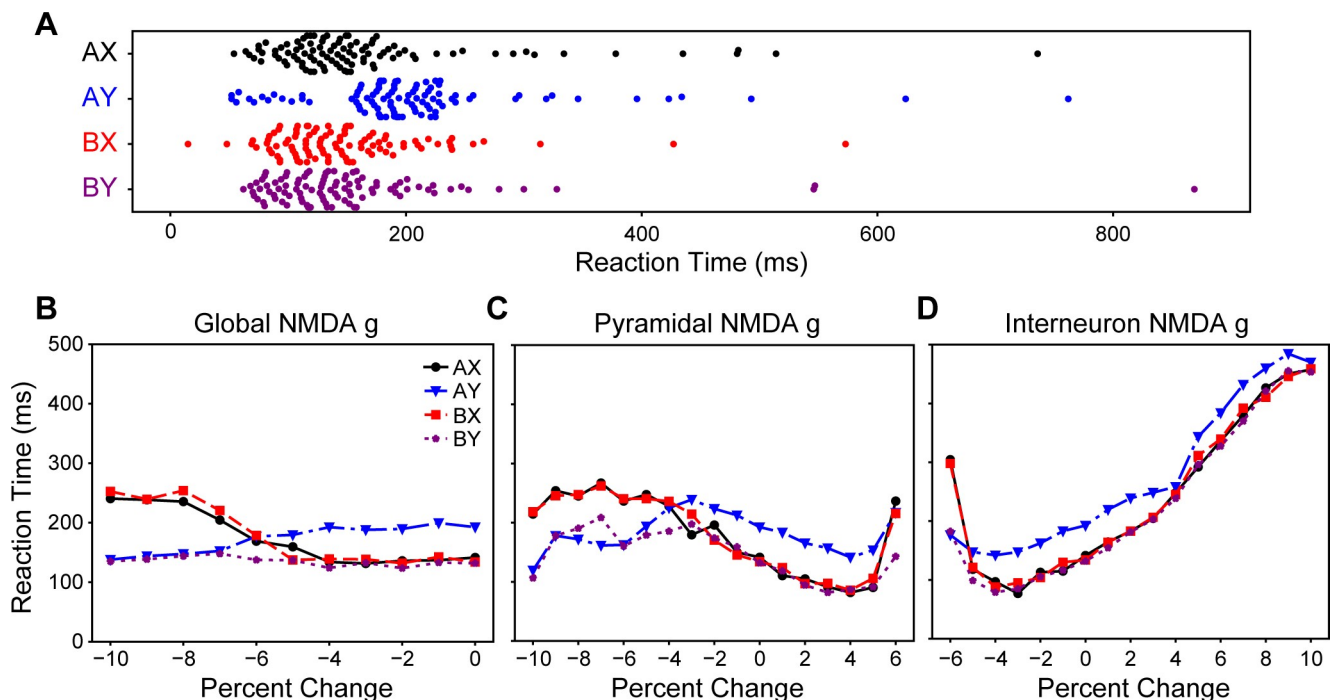 A
AX
AY
BX
BY
0 200 400 600 800
Reaction Time (ms)
B
Global NMDA g
C
Pyramidal NMDA g
D
Interneuron NMDA g
500
400
300
200
100
0
Reaction Time (ms)
AX
AY
BX
BY
−10 −8 −6 −4 −2 0
Percent Change
−10 −8 −6 −4 −2 0 2 4 6
Percent Change
−6 −4 −2 0 2 4 6 8 10
Percent Change